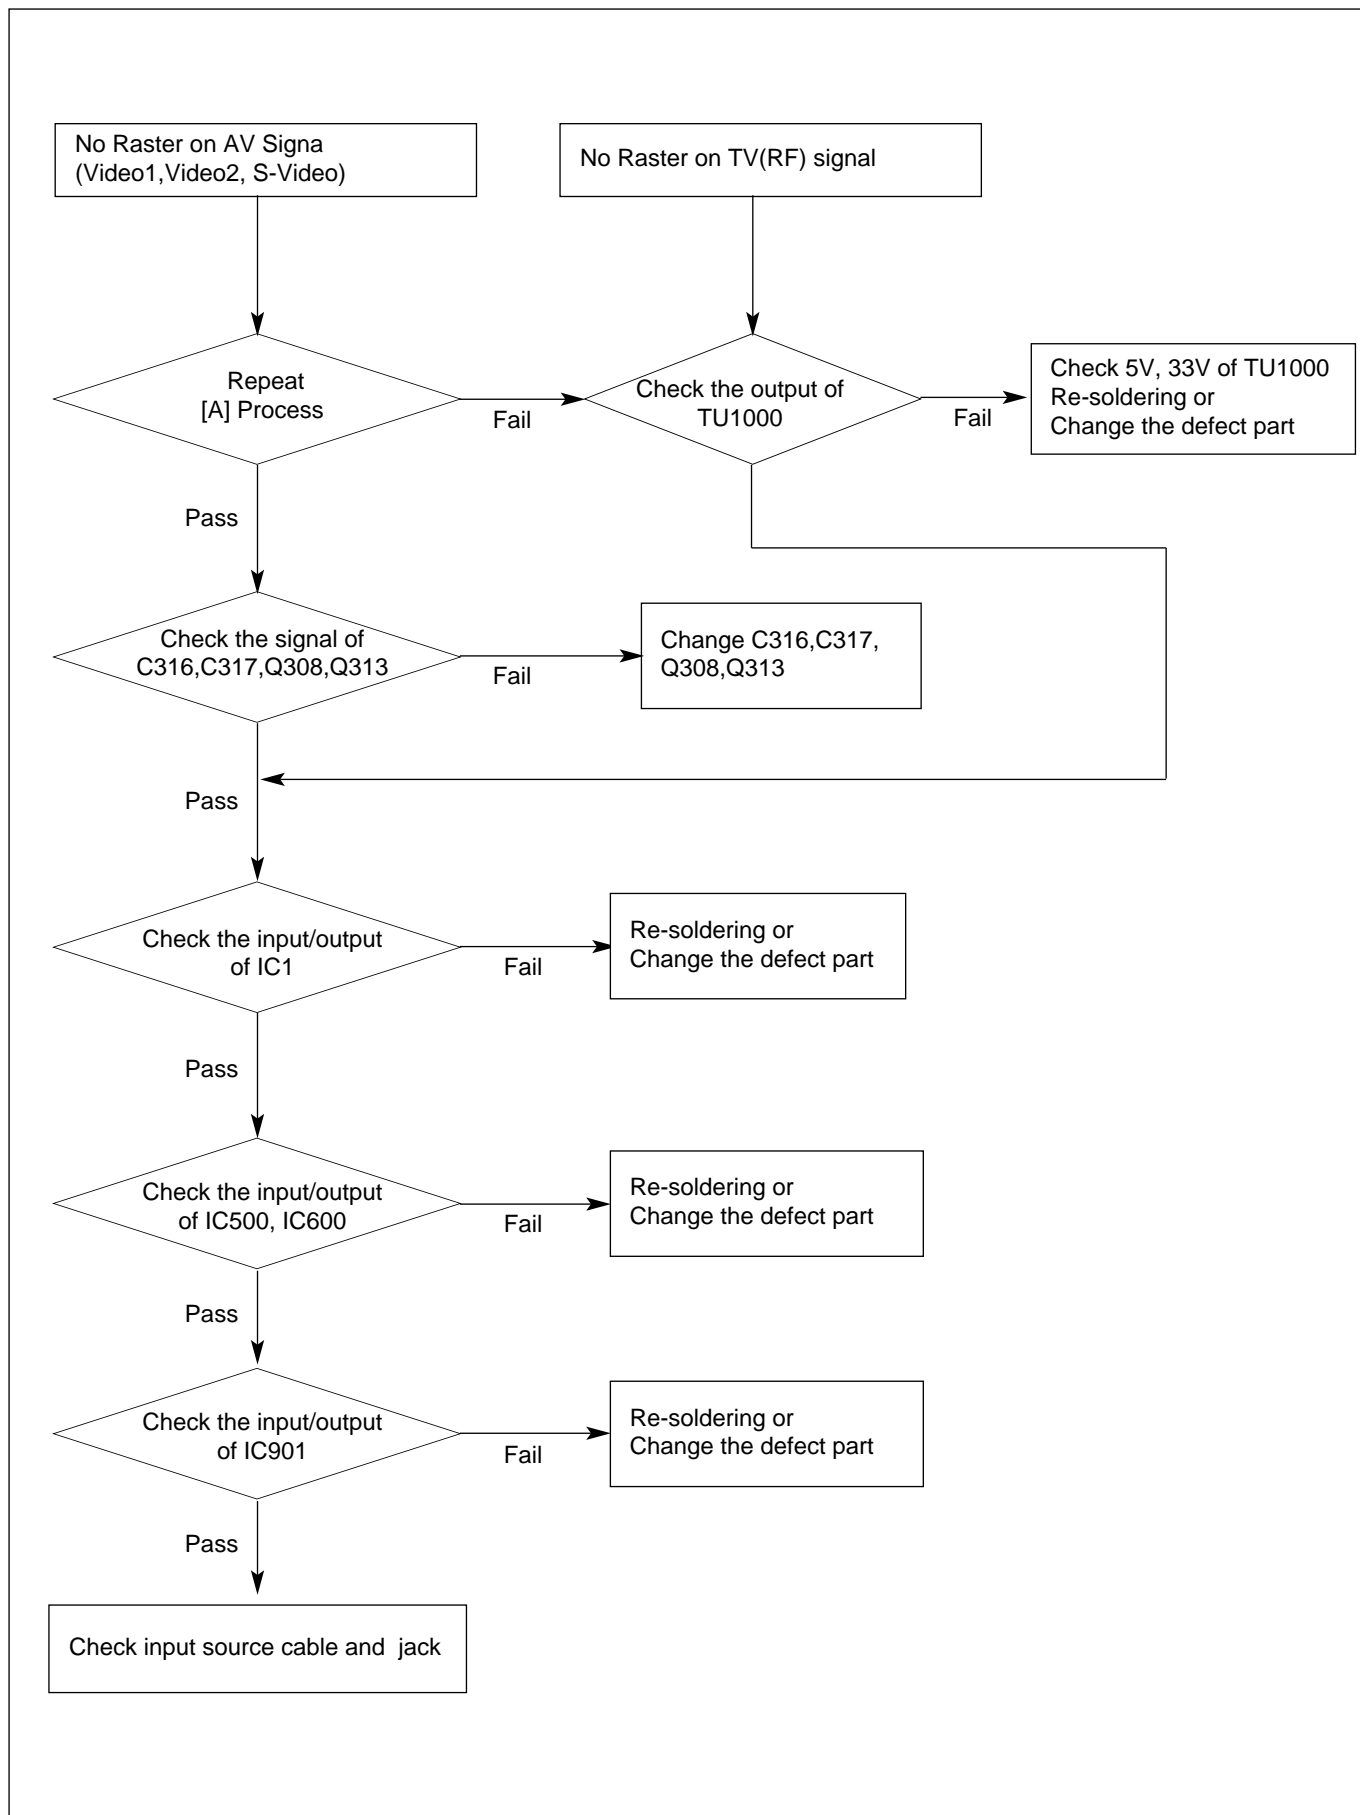 No Raster on AV Signa
(Video1,Video2, S-Video)
No Raster on TV(RF) signal
Repeat
[A] Process
Fail
Check the output of
TU1000
Fail
Check 5V, 33V of TU1000
Re-soldering or
Change the defect part
Pass
Check the signal of
C316,C317,Q308,Q313
Fail
Change C316,C317,
Q308,Q313
Pass
Check the input/output
of IC1
Fail
Re-soldering or
Change the defect part
Pass
Check the input/output
of IC500, IC600
Fail
Re-soldering or
Change the defect part
Pass
Check the input/output
of IC901
Fail
Re-soldering or
Change the defect part
Pass
Check input source cable and  jack